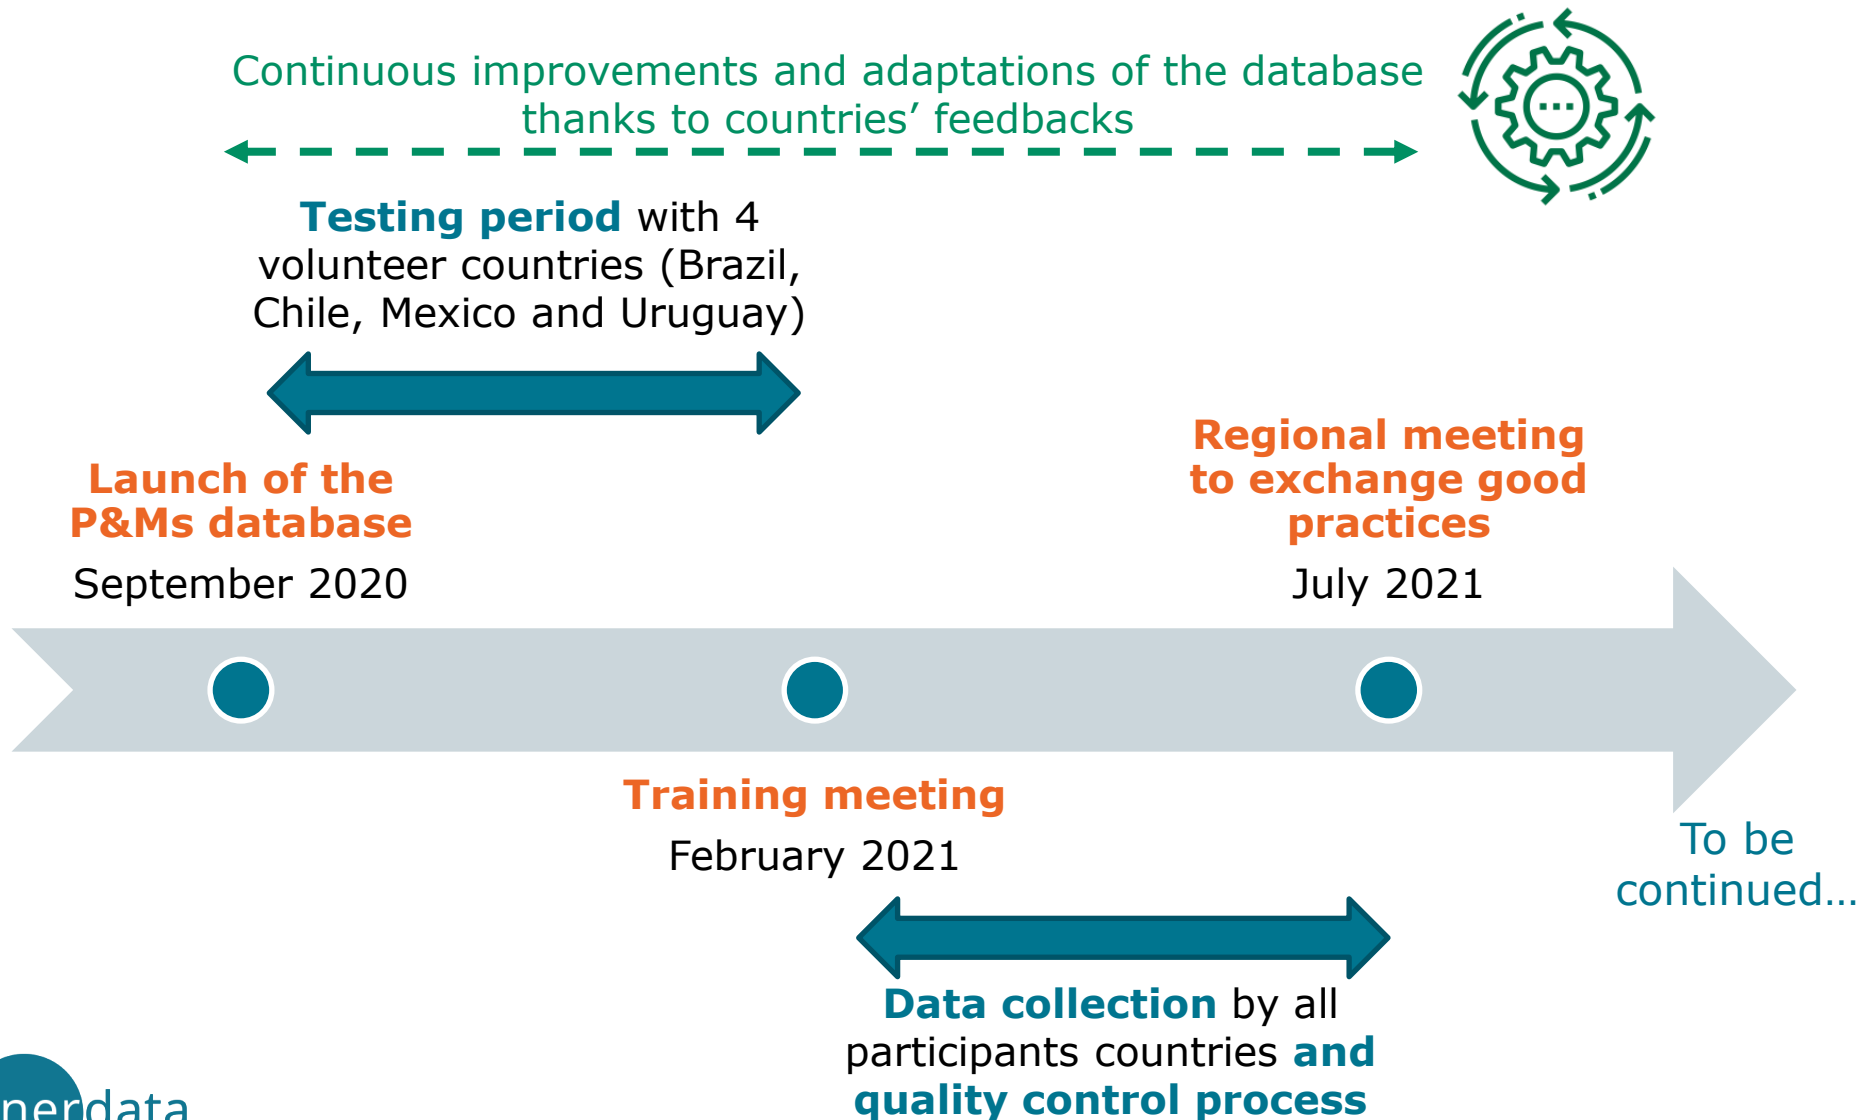 Continuous improvements and adaptations of the database
thanks to countries’ feedbacks
Testing period with 4
volunteer countries (Brazil,
Chile, Mexico and Uruguay)
Launch of the
P&Ms database
September 2020
Regional meeting
to exchange good
practices
July 2021
Training meeting
February 2021
To be
continued…
Data collection by all
participants countries and
quality control process
nerdata